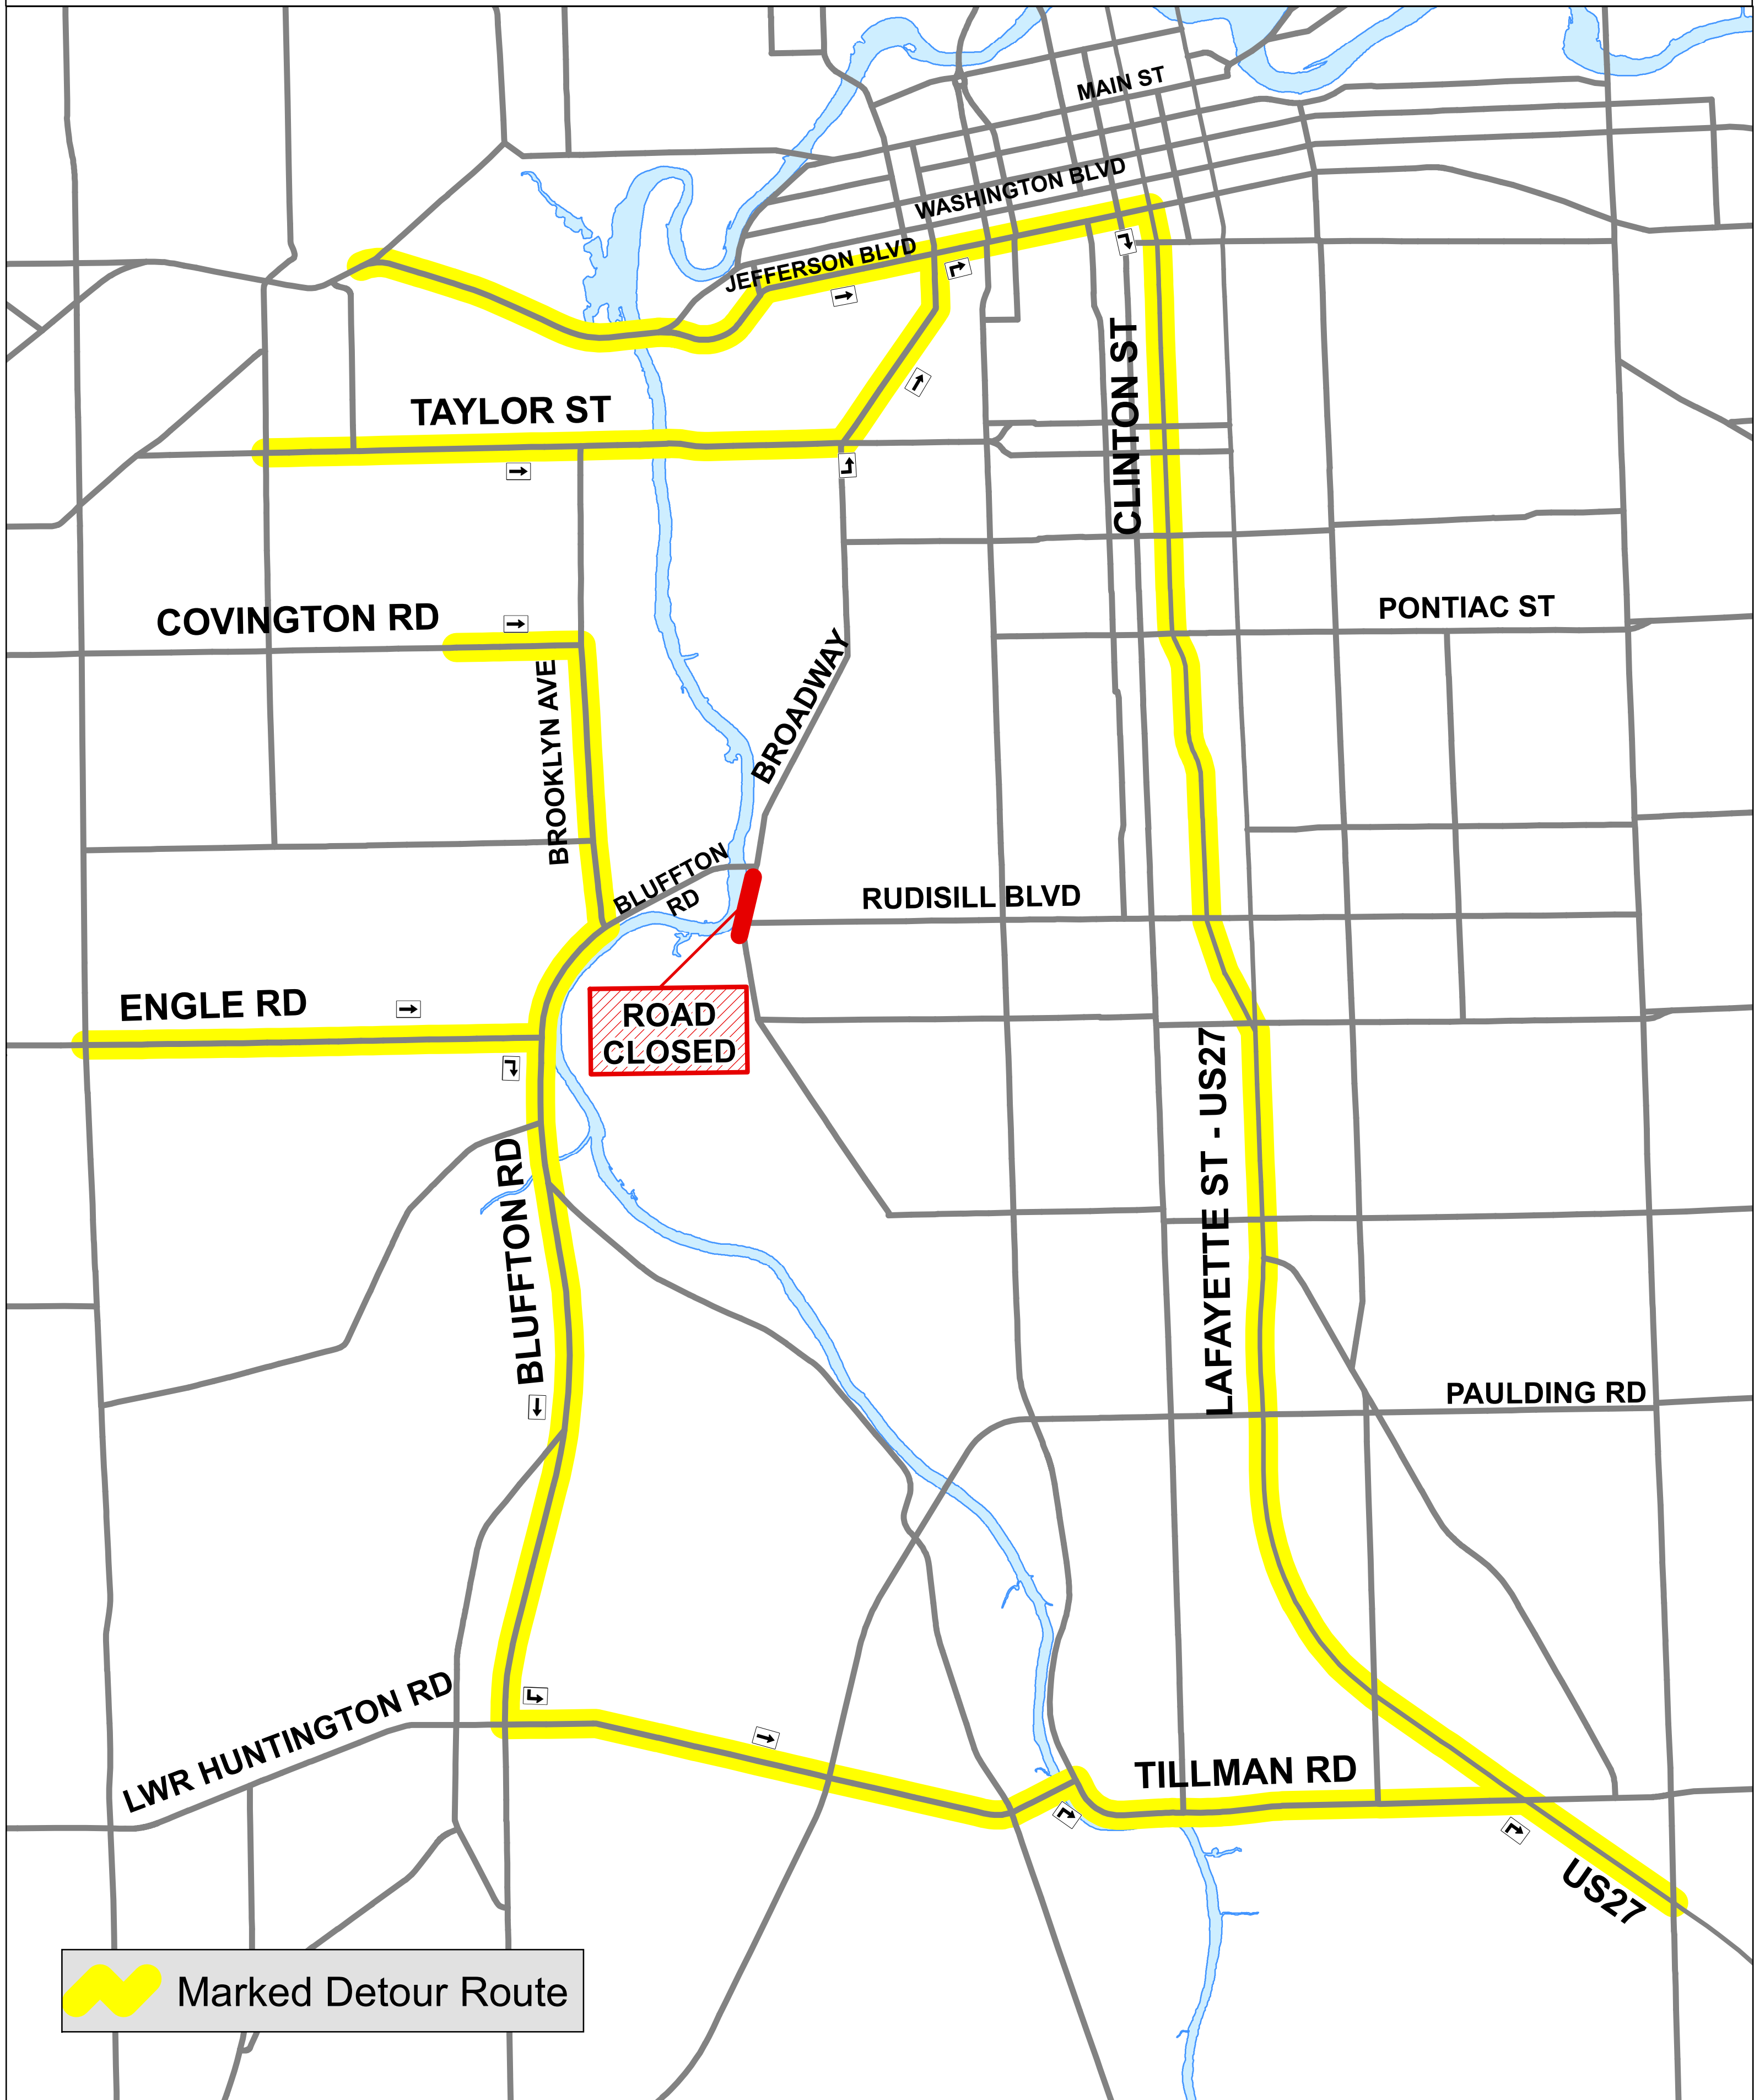 MAIN ST
WASHINGTON BLVD
JEFFERSON BLVD
TAYLOR ST
CLINTON ST
COVINGTON RD
PONTIAC ST
BROOKLYN AVE
BROADWAY
BLUFFTON
RD
RUDISILL BLVD
ENGLE RD
ROAD
CLOSED
LAFAYETTE ST - US27
BLUFFTON RD
PAULDING RD
LWR HUNTINGTON RD
TILLMAN RD
US27
Marked Detour Route